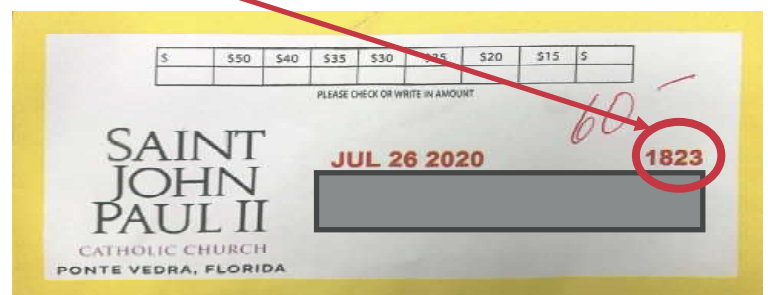 $ $50 $40 $35 $30 $25 $20 $15 $
PLEASE CHECK OR WRITE IN AMOUNT
60 —
SAINT
JOHN
PAUL II
CATHOLIC CHURCH
PONTE VEDRA, FLORIDA
JUL 26 2020 1823